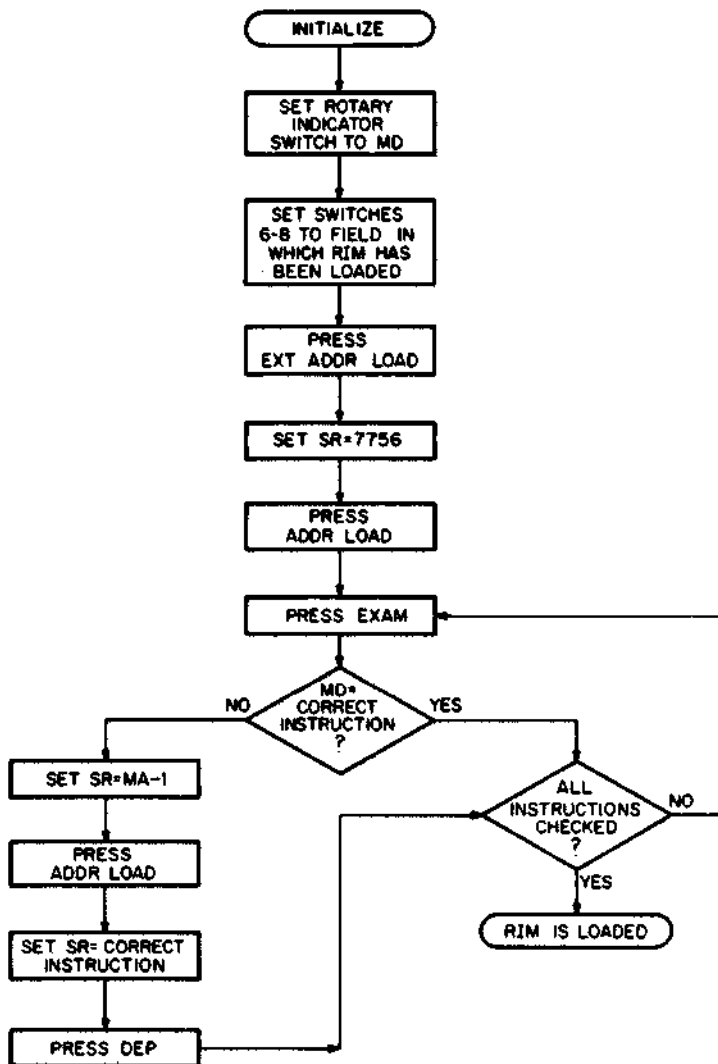 INITIALIZE
SET ROTARY
INDICATOR
SWITCH TO MD
SET SWITCHES
6-8 TO FIELD IN
WHICH RIM HAS
BEEN LOADED
PRESS
EXT ADDR LOAD
SET SR=7756
PRESS
ADDR LOAD
PRESS EXAM
MD=
CORRECT
INSTRUCTION
?
NO
YES
SET SR=MA-1
PRESS
ADDR LOAD
SET SR=CORRECT
INSTRUCTION
PRESS DEP
ALL
INSTRUCTIONS
CHECKED
?
NO
YES
RIM IS LOADED